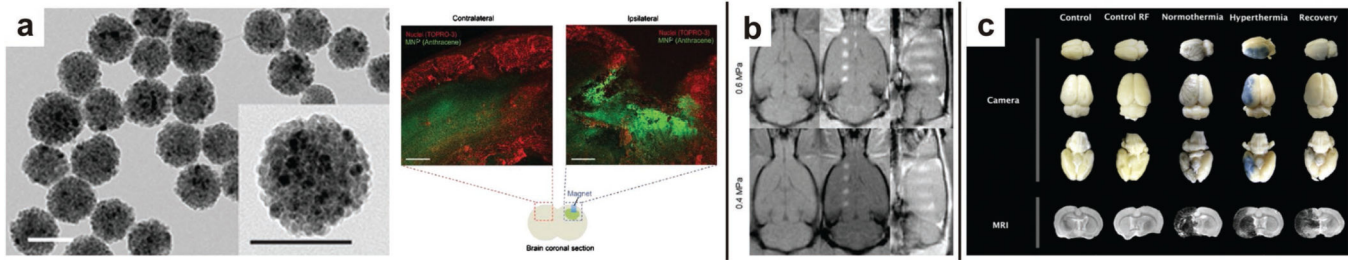 a
Contralateral
Ipsilateral
Nuclei (TOPRO-3)
MNP (Anthracene)
Nuclei (TOPRO-3)
MNP (Anthracene)
Magnet
Brain coronal section
b
0.6 MPa
0.4 MPa
c
Control
Control RF
Normothermia
Hyperthermia
Recovery
Camera
MRI